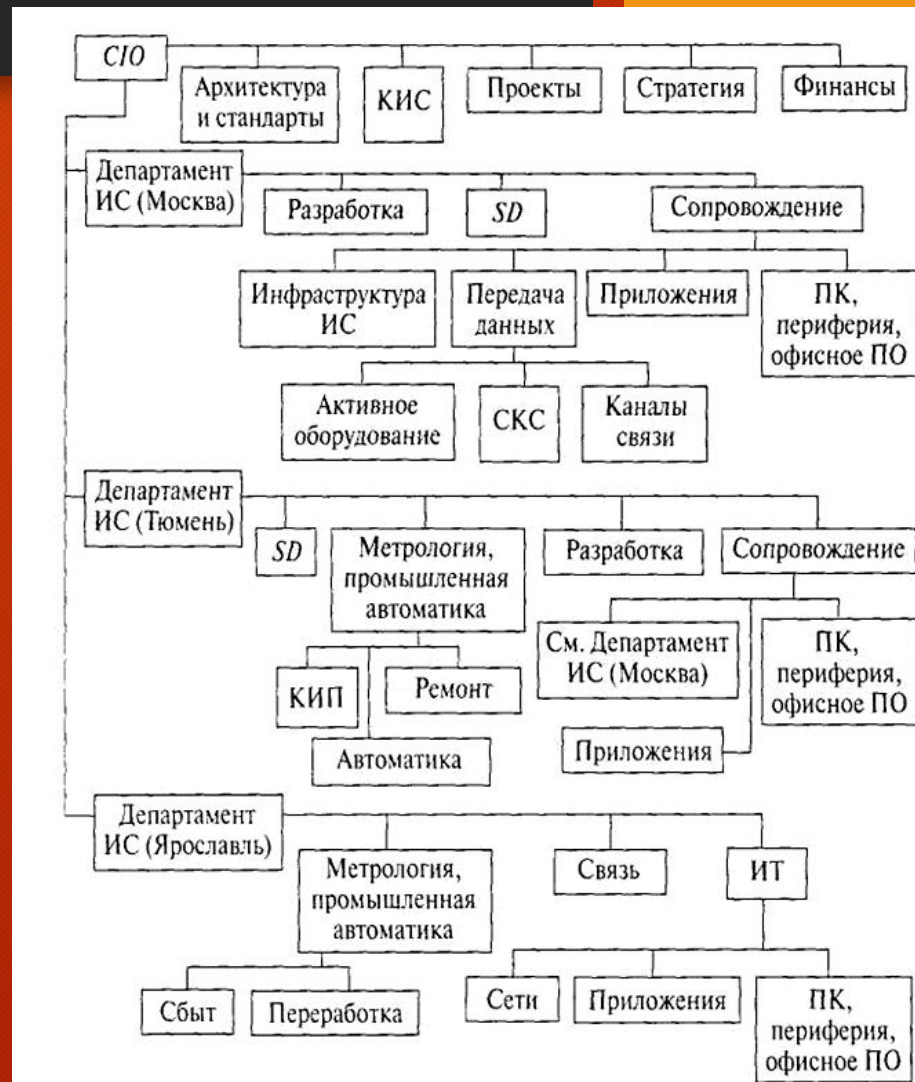 CIO
Архитектура
и стандарты
КИС
Проекты
Стратегия
Финансы
Департамент
ИС (Москва)
Разработка
SD
Сопровождение
Инфраструктура
ИС
Передача
данных
Приложения
ПК,
периферия,
офисное ПО
Активное
оборудование
СКС
Каналы
связи
Департамент
ИС (Тюмень)
SD
Метрология,
промышленная
автоматика
Разработка
Сопровождение
КИП
Ремонт
Автоматика
См. Департамент
ИС (Москва)
ПК,
периферия,
офисное ПО
Приложения
Департамент
ИС (Ярославль)
Метрология,
промышленная
автоматика
Связь
ИТ
Сбыт
Переработка
Сети
Приложения
ПК,
периферия,
офисное ПО